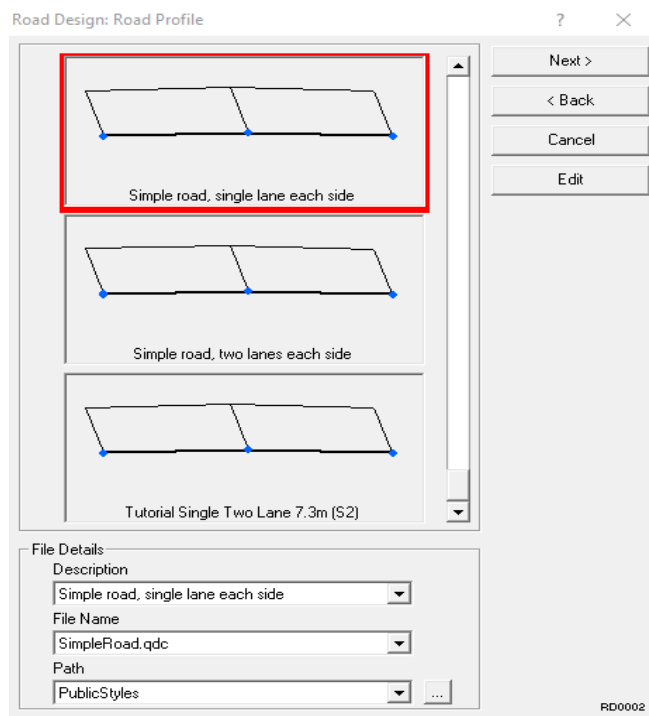 Road Design: Road Profile
?
Next >
< Back
Cancel
Edit
Simple road, single lane each side
Simple road, two lanes each side
Tutorial Single Two Lane 7.3m (S2)
File Details
Description
Simple road, single lane each side
File Name
SimpleRoad.qdc
Path
PublicStyles
...
RD0002